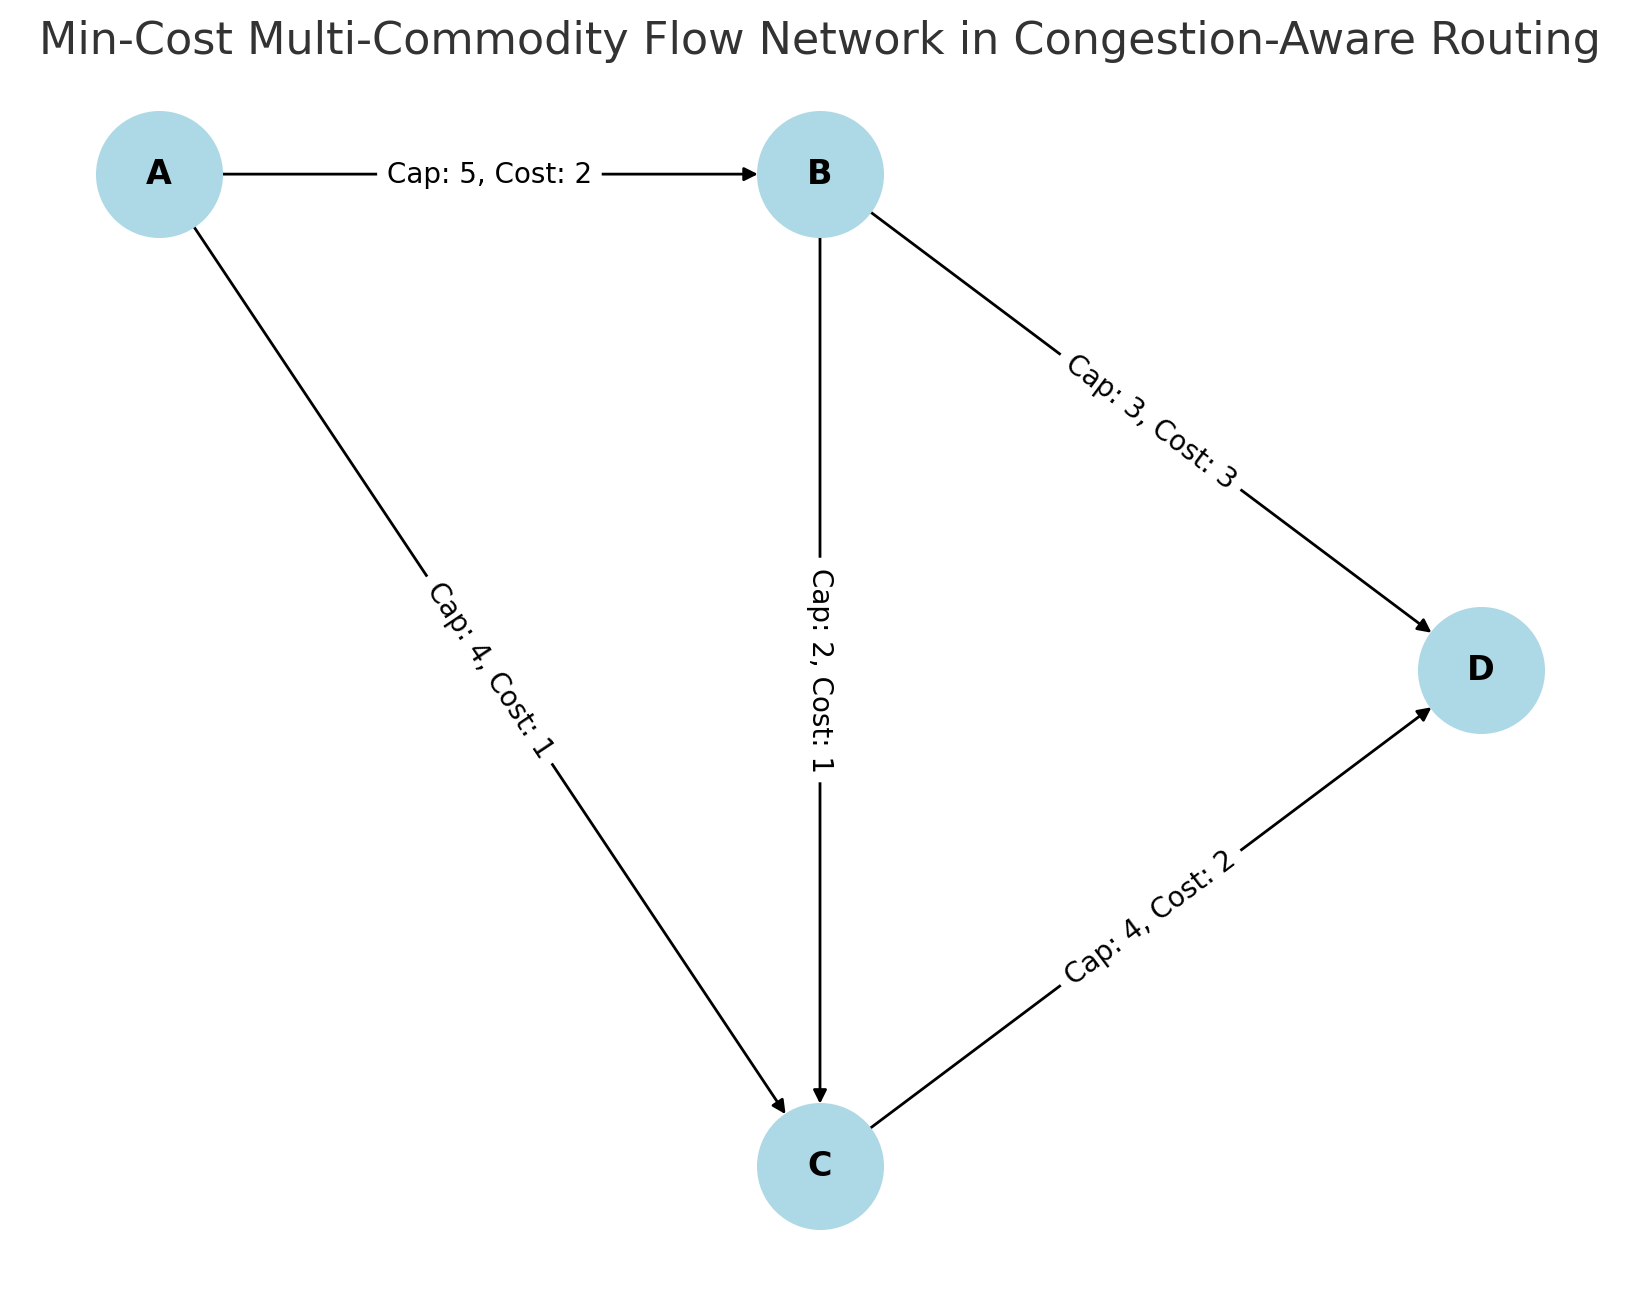 Min-Cost Multi-Commodity Flow Network in Congestion-Aware Routing
A
Cap: 5, Cost: 2
B
Cap: 3, Cost: 3
Cap: 4, Cost: 1
Cap: 2, Cost: 1
D
Cap: 4, Cost: 2
C